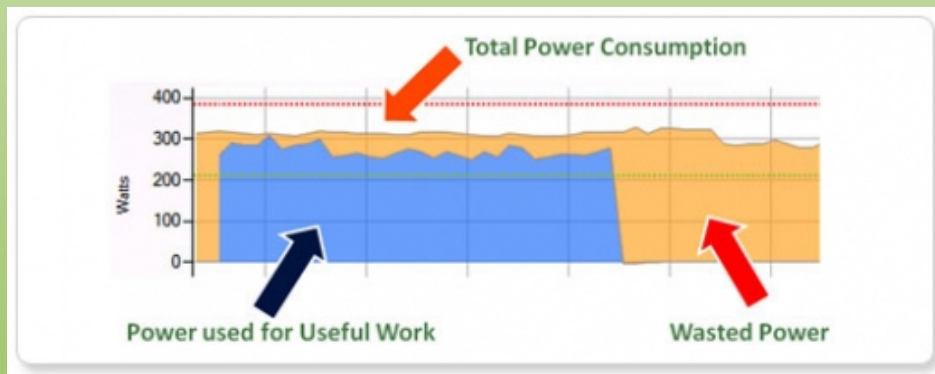 Total Power Consumption
400
300
200
100
0
Watts
Power used for Useful Work
Wasted Power